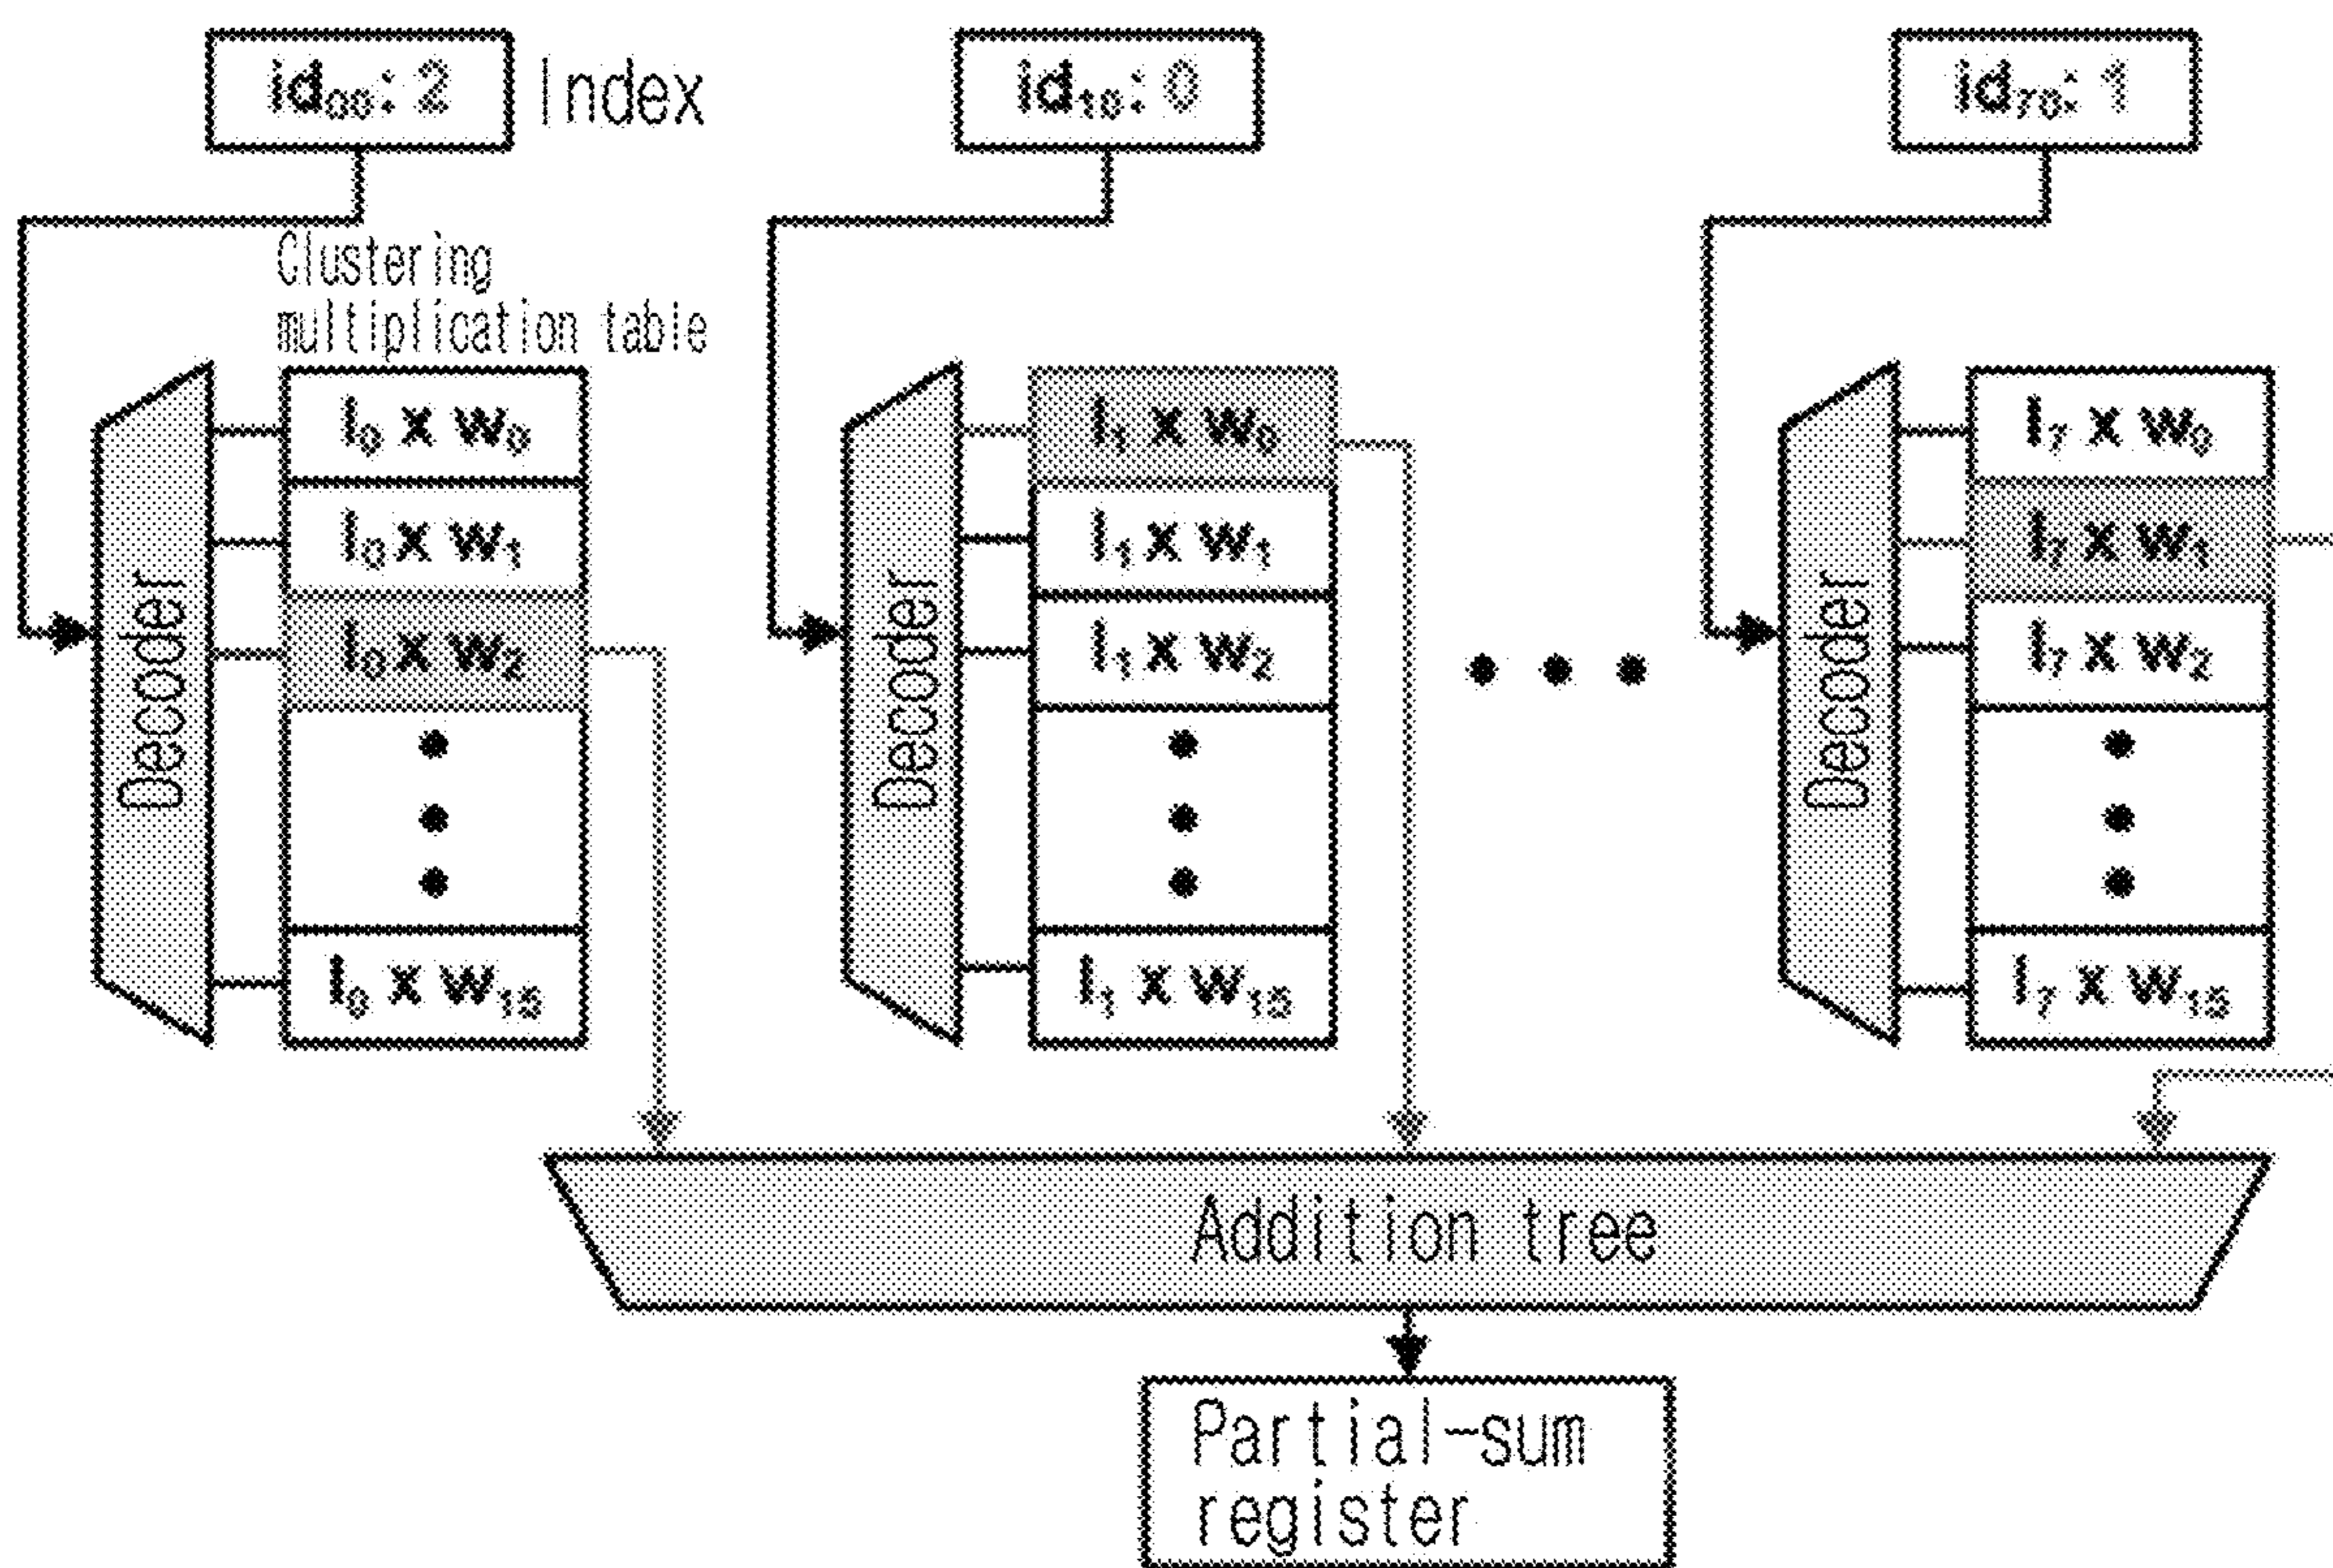 id₀₀: 2
Index
id₁₀: 0
id₇₀: 1
Clustering
multiplication table
Decoder
I₀ x w₀
I₀ x w₁
I₀ x w₂
I₀ x w₁₅
Decoder
I₁ x w₀
I₁ x w₁
I₁ x w₂
I₁ x w₁₅
Decoder
I₇ x w₀
I₇ x w₁
I₇ x w₂
I₇ x w₁₅
Addition tree
Partial-sum
register